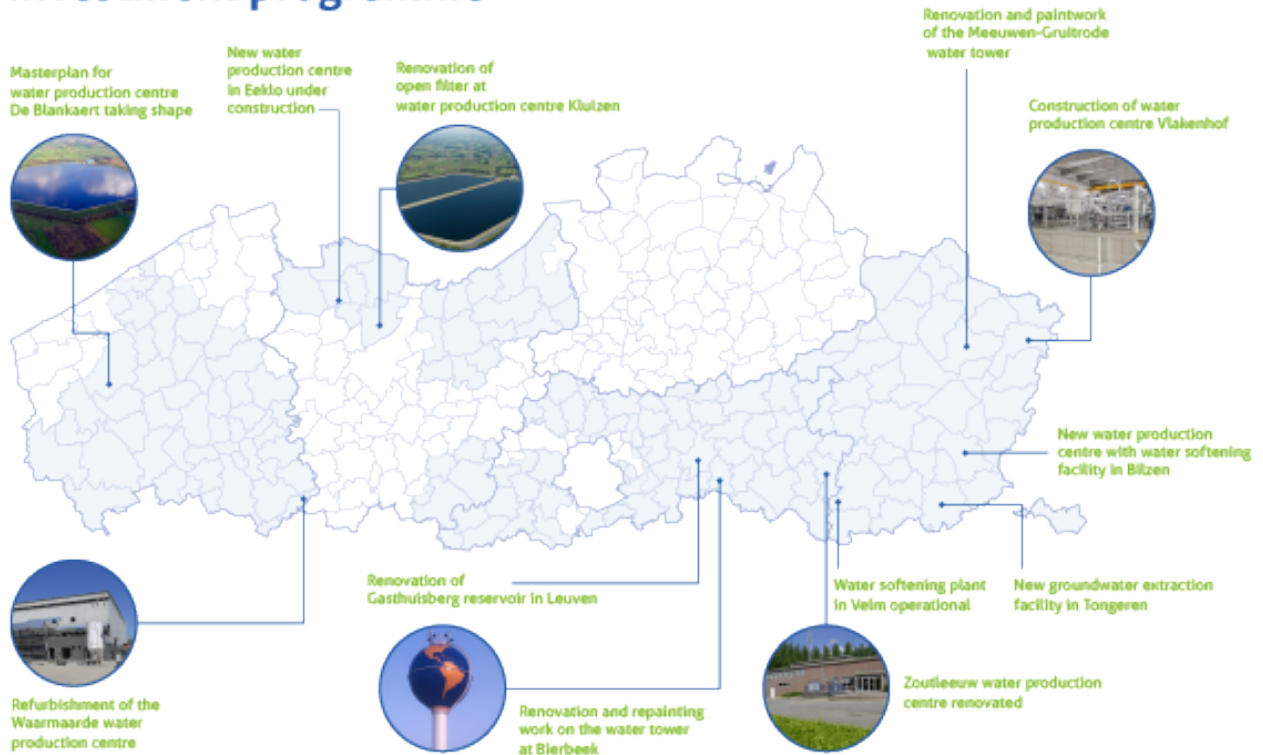 Investment programme
Renovation and paintwork
of the Meeuwen-Gruitrode
water tower
New water
production centre
in Eeklo under
construction
Masterplan for
water production centre
De Blankaert taking shape
Renovation of
open filter at
water production centre Kluizen
Construction of water
production centre Vlakenhof
New water production
centre with water softening
facility in Bilzen
Renovation of
Gasthuisberg reservoir in Leuven
Water softening plant
in Velm operational
New groundwater extraction
facility in Tongeren
Refurbishment of the
Waarmaarde water
production centre
Renovation and repainting
work on the water tower
at Bierbeek
Zoutleeuw water production
centre renovated